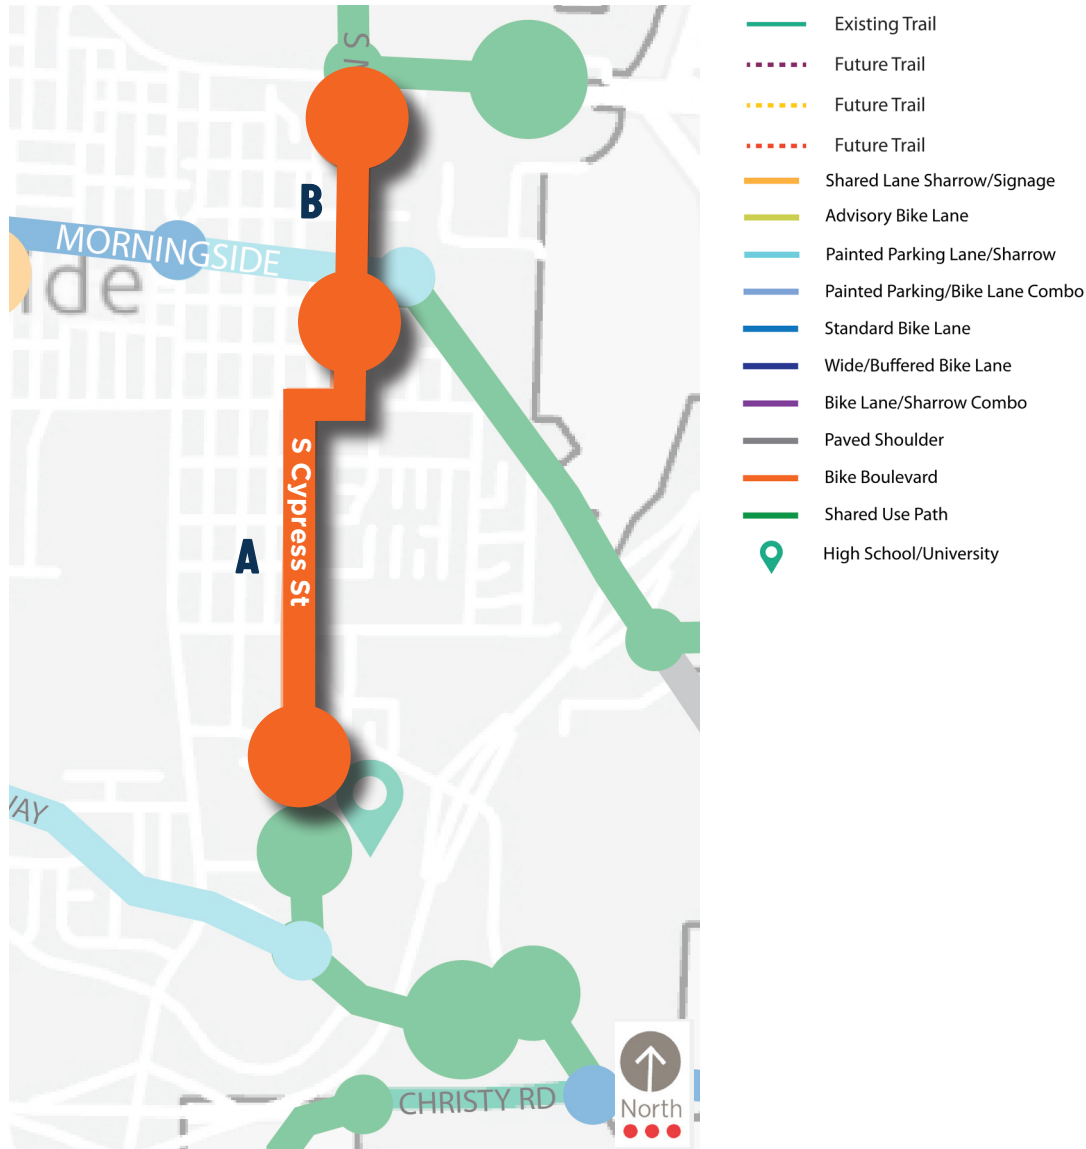 S
B
MORNINGSIDE
ide
S Cypress St
A
WAY
CHRISTY RD
North
Existing Trail
Future Trail
Future Trail
Future Trail
Shared Lane Sharrow/Signage
Advisory Bike Lane
Painted Parking Lane/Sharrow
Painted Parking/Bike Lane Combo
Standard Bike Lane
Wide/Buffered Bike Lane
Bike Lane/Sharrow Combo
Paved Shoulder
Bike Boulevard
Shared Use Path
High School/University